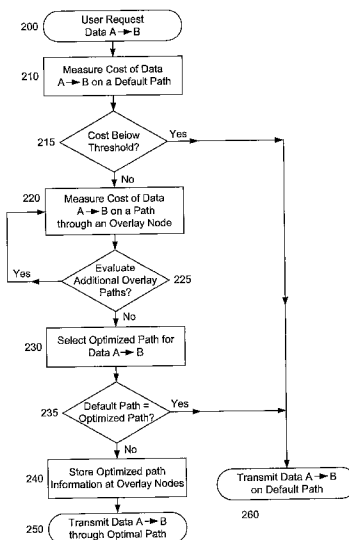 200
User Request
Data A→B
210
Measure Cost of Data
A→B on a Default Path
215
Cost Below
Threshold?
Yes
No
220
Measure Cost of Data
A→B on a Path
through an Overlay Node
Yes
Evaluate
Additional Overlay
Paths?
225
No
230
Select Optimized Path for
Data A→B
235
Default Path =
Optimized Path?
Yes
No
240
Store Optimized path
Information at Overlay Nodes
Transmit Data A→B
on Default Path
250
Transmit Data A→B
through Optimal Path
260